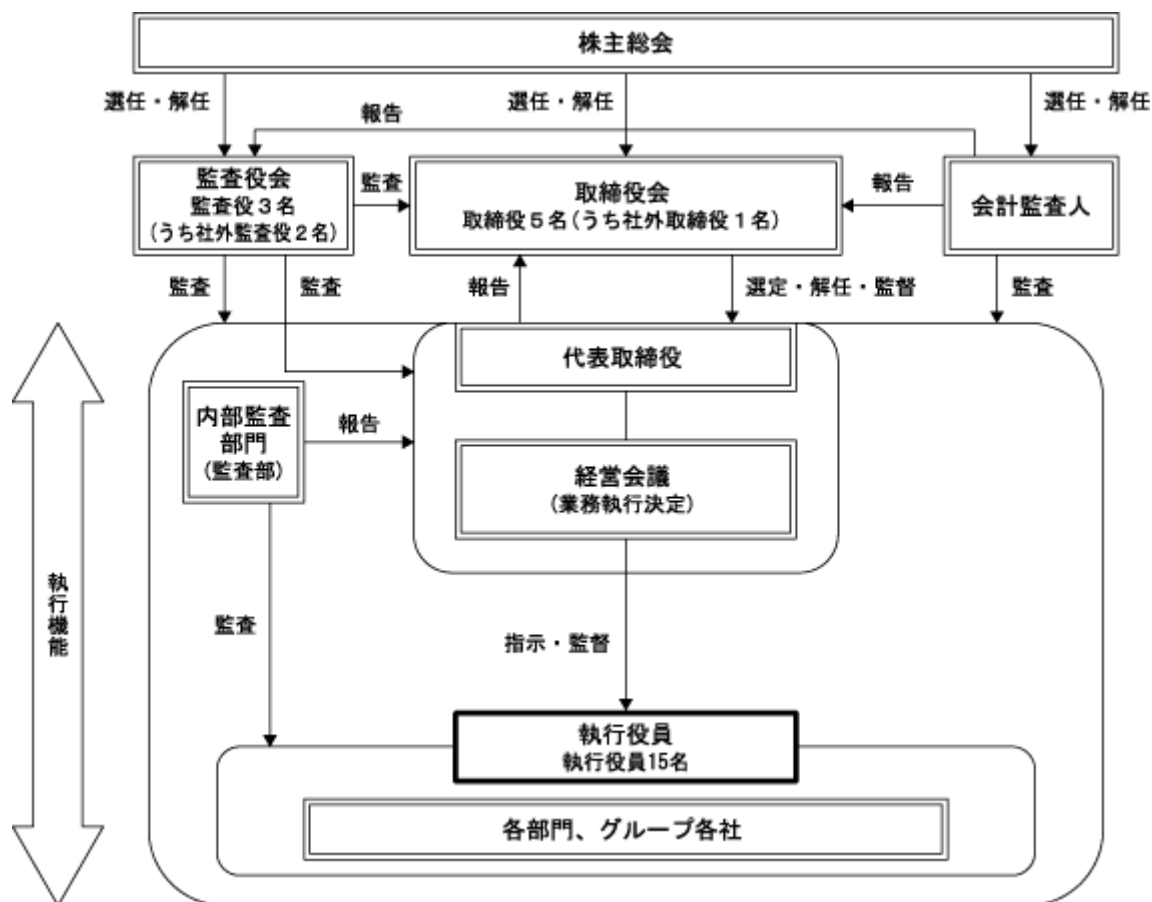 株主総会
選任・解任
選任・解任
選任・解任
報告
監査役会
監査役3名
(うち社外監査役2名)
監査
取締役会
取締役5名(うち社外取締役1名)
報告
会計監査人
監査
監査
報告
選定・解任・監督
監査
代表取締役
内部監査
部門
(監査部)
報告
経営会議
(業務執行決定)
執行機能
監査
指示・監督
執行役員
執行役員15名
各部門、グループ各社